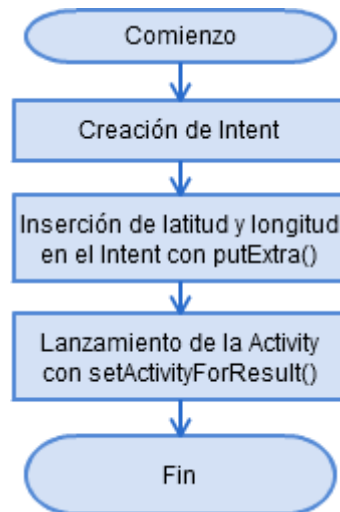 Comienzo
Creación de Intent
Inserción de latitud y longitud
en el Intent con putExtra()
Lanzamiento de la Activity
con setActivityForResult()
Fin